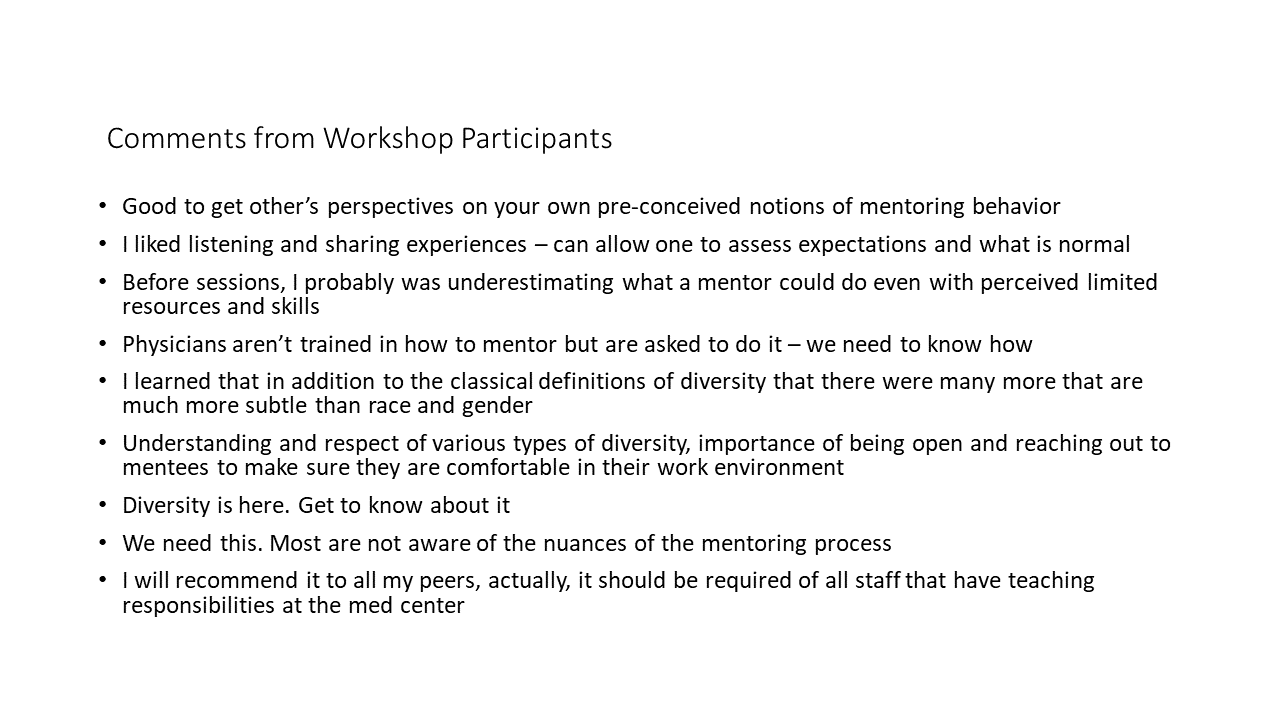 Comments from Workshop Participants
• Good to get other’s perspectives on your own pre-conceived notions of mentoring behavior
• I liked listening and sharing experiences – can allow one to assess expectations and what is normal
• Before sessions, I probably was underestimating what a mentor could do even with perceived limited
resources and skills
• Physicians aren’t trained in how to mentor but are asked to do it – we need to know how
• I learned that in addition to the classical definitions of diversity that there were many more that are
much more subtle than race and gender
• Understanding and respect of various types of diversity, importance of being open and reaching out to
mentees to make sure they are comfortable in their work environment
• Diversity is here. Get to know about it
• We need this. Most are not aware of the nuances of the mentoring process
• I will recommend it to all my peers, actually, it should be required of all staff that have teaching
responsibilities at the med center